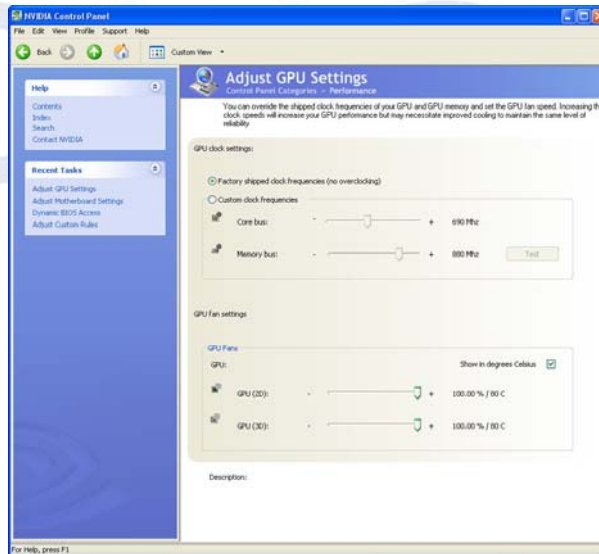 NVIDIA Control Panel
File Edit View Profile Support Help
Back
Custom View
Help
Contents
Index
Search
Contact NVIDIA
Recent Tasks
Adjust GPU Settings
Adjust Motherboard Settings
Dynamic BIOS Access
Adjust Custom Rules
Adjust GPU Settings
Control Panel Categories - Performance
You can override the shipped clock frequencies of your GPU and GPU memory and set the GPU fan speed. Increasing th
clock speeds will increase your GPU performance but may necessitate improved cooling to maintain the same level of
reliability
GPU clock settings:
Factory shipped clock frequencies (no overclocking)
Custom clock frequencies
Core bus: - + 690 Mhz
Memory bus: - + 880 Mhz Test
GPU fan settings
GPU Fans
GPU: Show in degrees Celsius
GPU (2D): - + 100.00 % / 80 C
GPU (3D): - + 100.00 % / 80 C
Description:
For Help, press F1